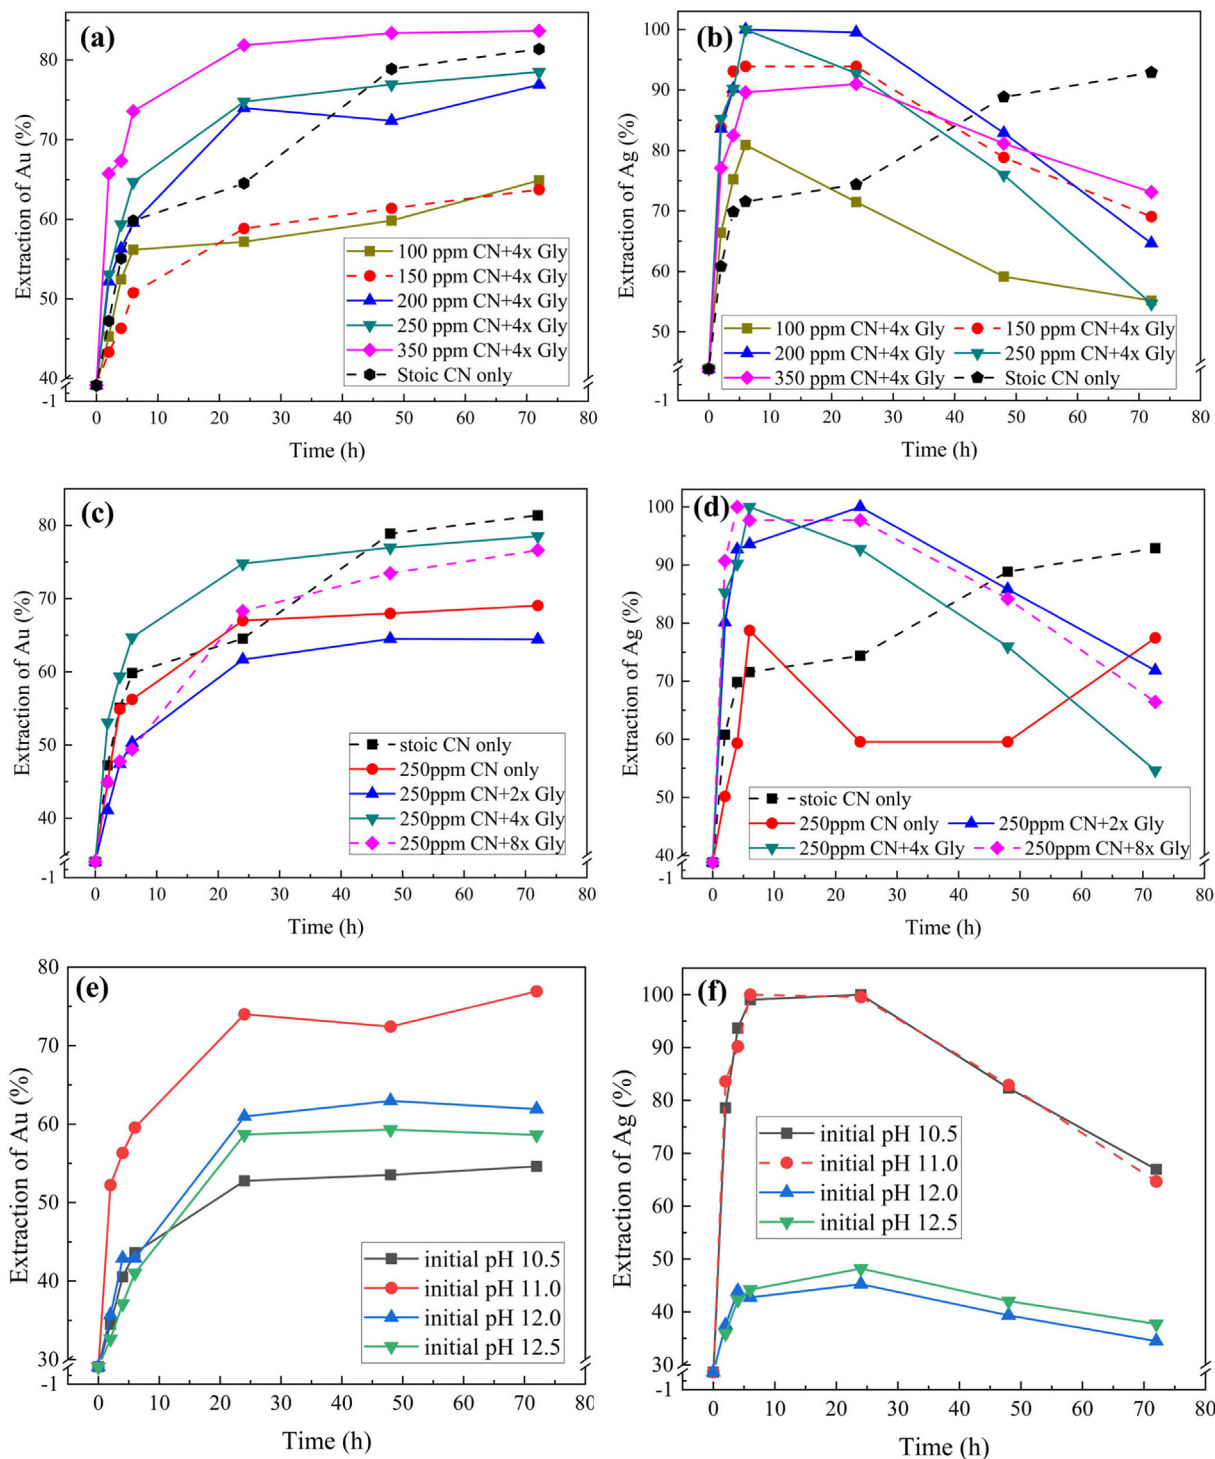 (a)
Extraction of Au (%)
80
70
60
50
40
-1
100 ppm CN+4x Gly
150 ppm CN+4x Gly
200 ppm CN+4x Gly
250 ppm CN+4x Gly
350 ppm CN+4x Gly
Stoic CN only
0 10 20 30 40 50 60 70 80
Time (h)
(b)
Extraction of Ag (%)
100
90
80
70
60
50
-1
100 ppm CN+4x Gly 150 ppm CN+4x Gly
200 ppm CN+4x Gly 250 ppm CN+4x Gly
350 ppm CN+4x Gly Stoic CN only
0 10 20 30 40 50 60 70 80
Time (h)
(c)
Extraction of Au (%)
80
70
60
50
40
-1
stoic CN only
250ppm CN only
250ppm CN+2x Gly
250ppm CN+4x Gly
250ppm CN+8x Gly
0 10 20 30 40 50 60 70 80
Time (h)
(d)
Extraction of Ag (%)
100
90
80
70
60
50
40
-1
stoic CN only
250ppm CN only 250ppm CN+2x Gly
250ppm CN+4x Gly 250ppm CN+8x Gly
0 10 20 30 40 50 60 70 80
Time (h)
(e)
Extraction of Au (%)
80
70
60
50
40
30
-1
initial pH 10.5
initial pH 11.0
initial pH 12.0
initial pH 12.5
0 10 20 30 40 50 60 70 80
Time (h)
(f)
Extraction of Ag (%)
100
90
80
70
60
50
40
30
-1
initial pH 10.5
initial pH 11.0
initial pH 12.0
initial pH 12.5
0 10 20 30 40 50 60 70 80
Time (h)